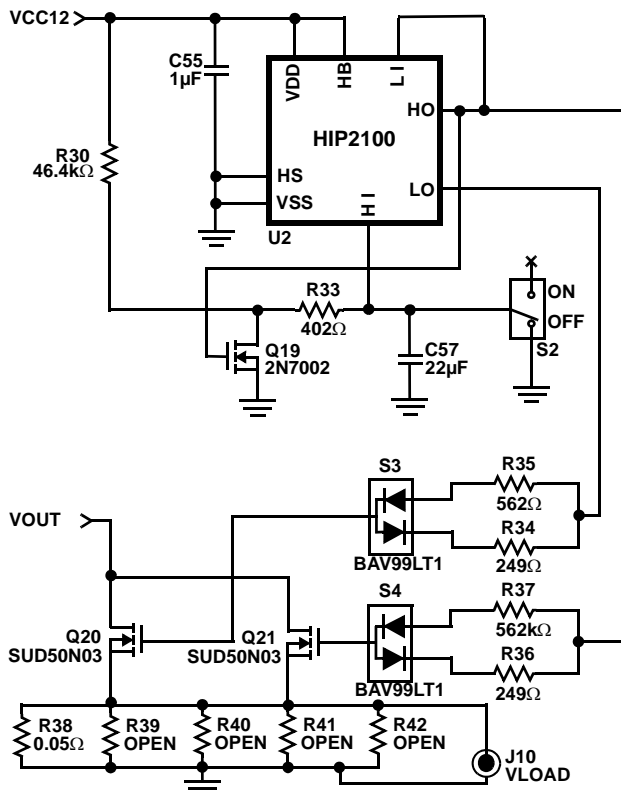 VCC12
C55
1µF
VDD
HB
LI
HO
HIP2100
R30
46.4kΩ
HS
VSS
HI
LO
U2
R33
402Ω
ON
OFF
S2
Q19
2N7002
C57
22µF
S3
R35
562Ω
VOUT
R34
249Ω
BAV99LT1
S4
R37
562kΩ
Q20
SUD50N03
Q21
SUD50N03
R36
249Ω
BAV99LT1
R38
0.05Ω
R39
OPEN
R40
OPEN
R41
OPEN
R42
OPEN
J10
VLOAD